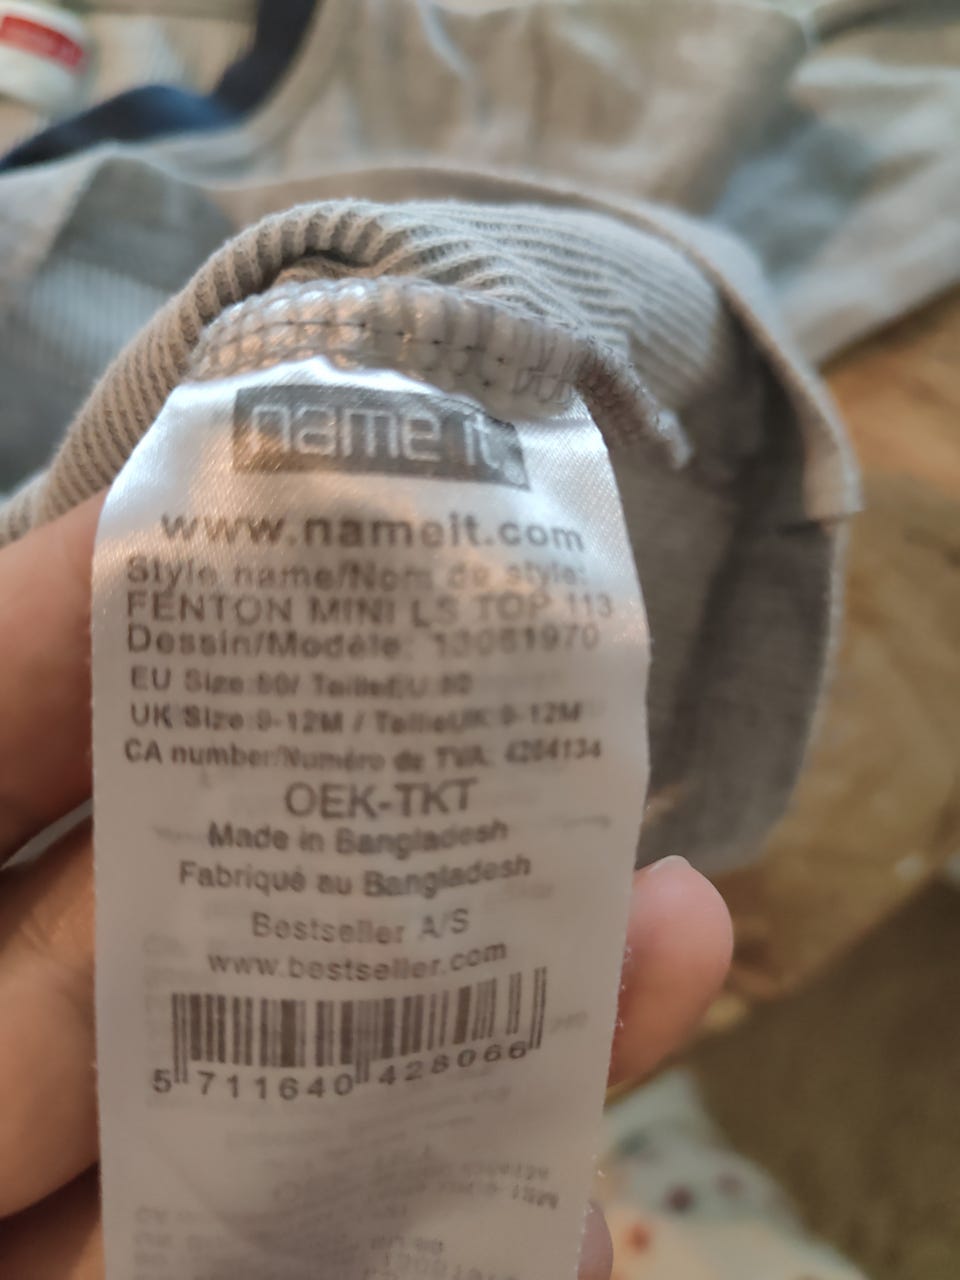 name it
www.nameit.com
Style name/Nom de style:
FENTON MINI LS TOP 113
Dessin/Modèle: 13081970
EU Size:80/ TailleEU:80
UK Size:9-12M / TailleUK:9-12M
CA number/Numéro de TVA: 4264134
OEK-TKT
Made in Bangladesh
Fabriqué au Bangladesh
Bestseller A/S
www.bestseller.com
5 711640 428066